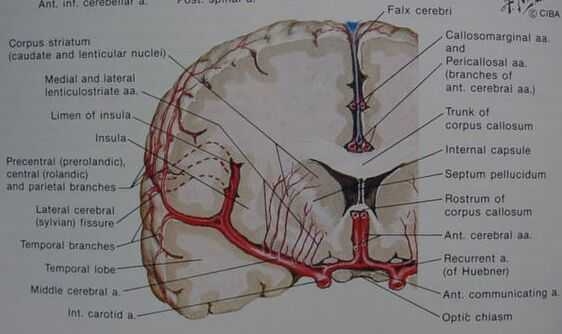 Ant. inf. cerebellar a.
Post. spinal a.
© CIBA
Corpus striatum
(caudate and lenticular nuclei)
Medial and lateral
lenticulostriate aa.
Limen of insula
Insula
Precentral (prerolandic),
central (rolandic)
and parietal branches
Lateral cerebral
(sylvian) fissure
Temporal branches
Temporal lobe
Middle cerebral a.
Int. carotid a.
Falx cerebri
Callosomarginal aa.
and
Pericallosal aa.
(branches of
ant. cerebral aa.)
Trunk of
corpus callosum
Internal capsule
Septum pellucidum
Rostrum of
corpus callosum
Ant. cerebral aa.
Recurrent a.
(of Huebner)
Ant. communicating a.
Optic chiasm